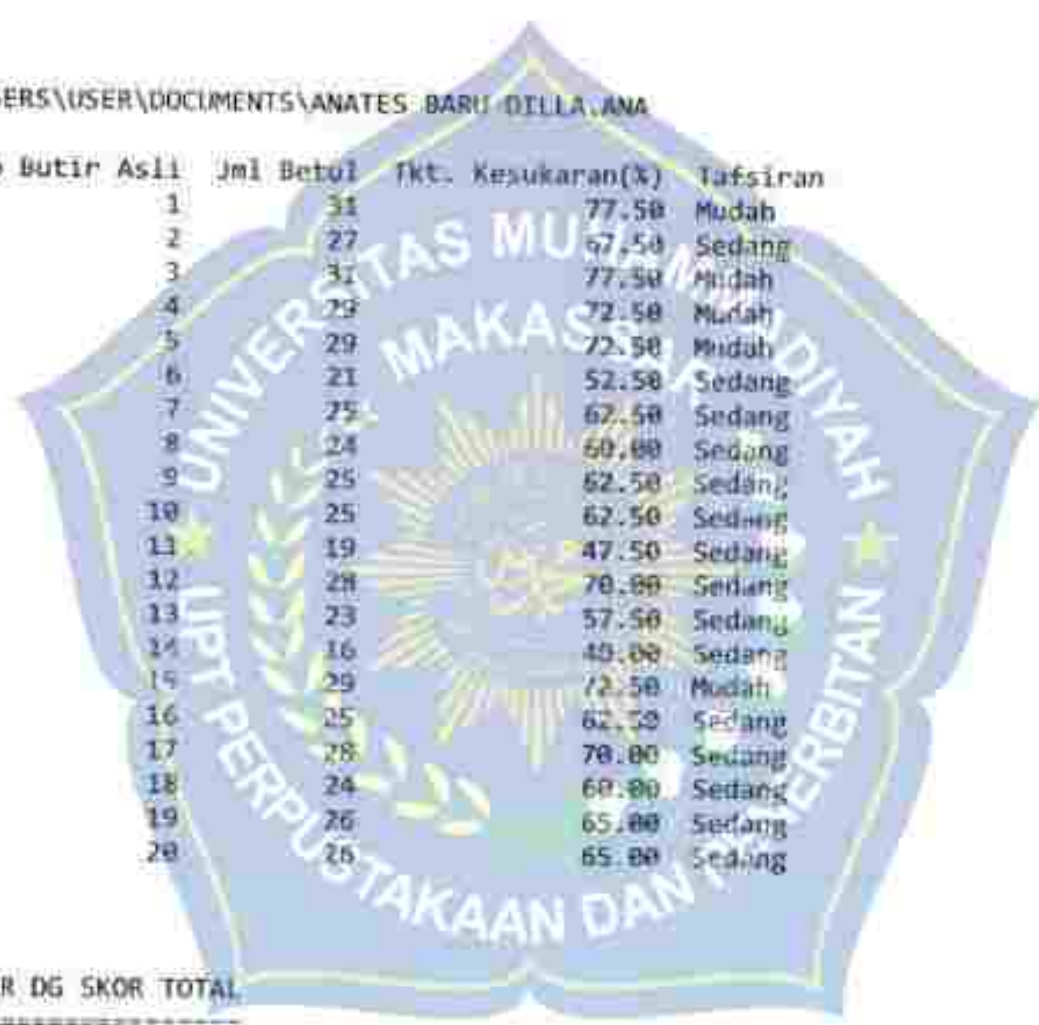 SERS\USER\DOCUMENTS\ANATES BARU DILLA.ANA
Butir Asli Jml Betul Tkt. Kesukaran(%) Tafsiran
1 31 77.50 Mudah
2 27 67.50 Sedang
3 31 77.50 Mudah
4 29 72.50 Mudah
5 29 72.50 Mudah
6 21 52.50 Sedang
7 25 62.50 Sedang
8 24 60.00 Sedang
9 25 62.50 Sedang
10 25 62.50 Sedang
11 19 47.50 Sedang
12 28 70.00 Sedang
13 23 57.50 Sedang
14 16 40.00 Sedang
15 29 72.50 Mudah
16 25 62.50 Sedang
17 28 70.00 Sedang
18 24 60.00 Sedang
19 26 65.00 Sedang
20 26 65.00 Sedang
R DG SKOR TOTAL
UNIVERSITAS MUHAMMADIYAH
MAKASSAR
UPT PERPUSTAKAAN DAN PENERBITAN